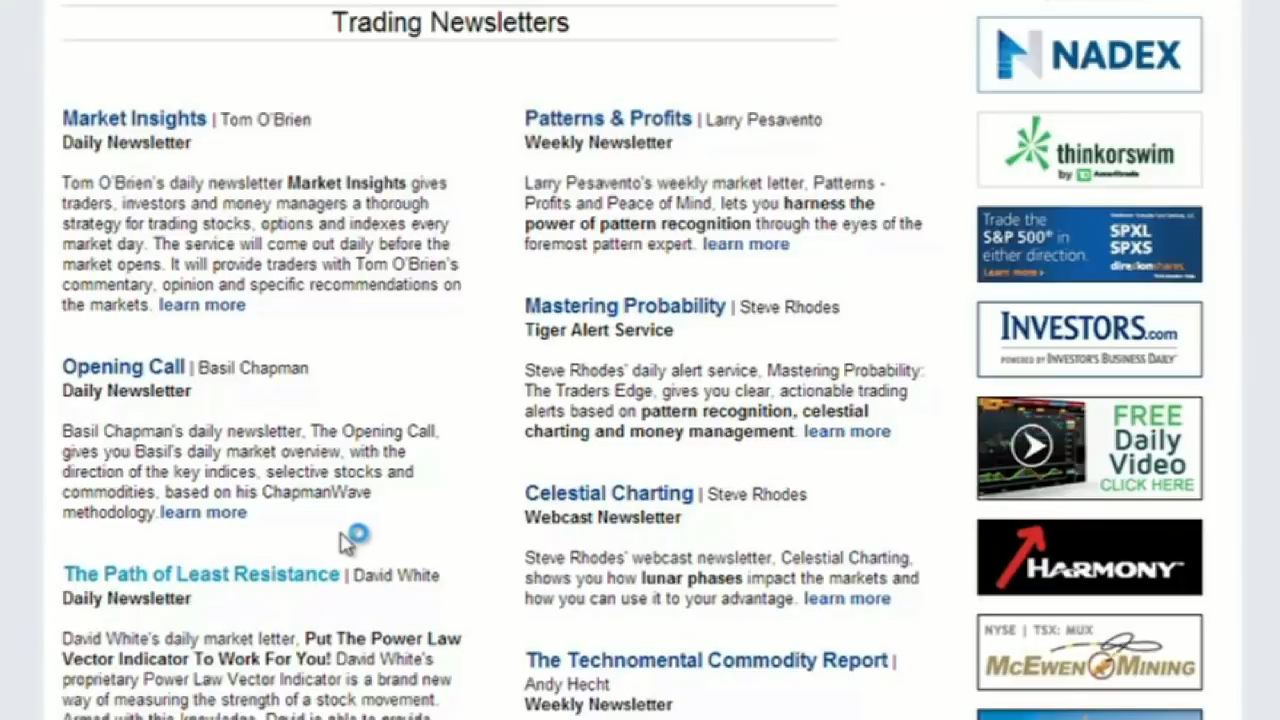 Trading Newsletters
Market Insights | Tom O'Brien
Daily Newsletter
Tom O'Brien's daily newsletter Market Insights gives
traders, investors and money managers a thorough
strategy for trading stocks, options and indexes every
market day. The service will come out daily before the
market opens. It will provide traders with Tom O'Brien's
commentary, opinion and specific recommendations on
the markets. learn more
Opening Call | Basil Chapman
Daily Newsletter
Basil Chapman's daily newsletter, The Opening Call,
gives you Basil's daily market overview, with the
direction of the key indices, selective stocks and
commodities, based on his ChapmanWave
methodology.learn more
The Path of Least Resistance | David White
Daily Newsletter
David White's daily market letter, Put The Power Law
Vector Indicator To Work For You! David White's
proprietary Power Law Vector Indicator is a brand new
way of measuring the strength of a stock movement.
Armed with this knowledge, David is able to provide
Patterns & Profits | Larry Pesavento
Weekly Newsletter
Larry Pesavento's weekly market letter, Patterns -
Profits and Peace of Mind, lets you harness the
power of pattern recognition through the eyes of the
foremost pattern expert. learn more
Mastering Probability | Steve Rhodes
Tiger Alert Service
Steve Rhodes' daily alert service, Mastering Probability:
The Traders Edge, gives you clear, actionable trading
alerts based on pattern recognition, celestial
charting and money management. learn more
Celestial Charting | Steve Rhodes
Webcast Newsletter
Steve Rhodes' webcast newsletter, Celestial Charting,
shows you how lunar phases impact the markets and
how you can use it to your advantage. learn more
The Technomental Commodity Report |
Andy Hecht
Weekly Newsletter
NADEX
thinkorswim
by TD Ameritrade
Trade the
S&P 500® in
either direction.
Learn more
SPXL
SPXS
direxionshares
INVESTORS.com
POWERED BY INVESTOR'S BUSINESS DAILY
FREE
Daily
Video
CLICK HERE
HARMONY™
NYSE | TSX: MUX
MCEWEN MINING